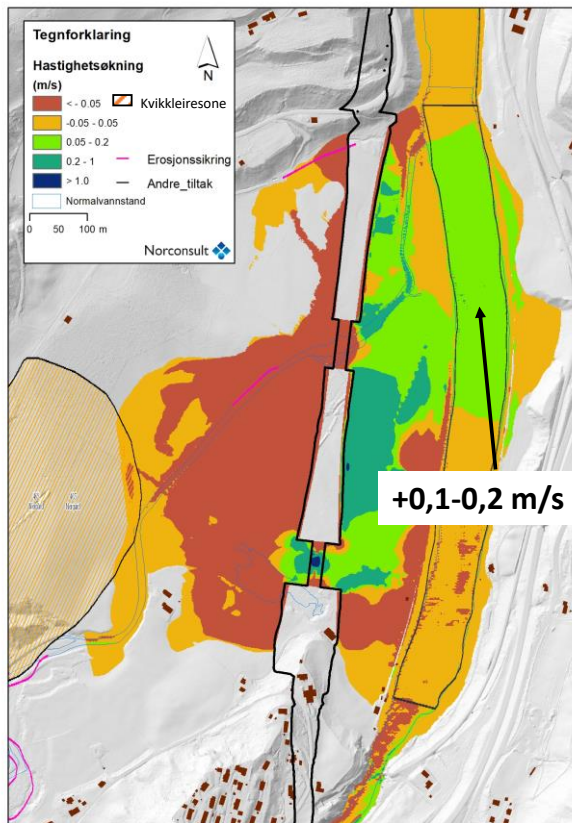 Tegnforklaring
Hastighetsøkning
(m/s)
< - 0.05
-0.05 - 0.05
0.05 - 0.2
0.2 - 1
> 1.0
Normalvannstand
Kvikkleiresone
Erosjonssikring
Andre_tiltak
N
0 50 100 m
Norconsult
+0,1-0,2 m/s